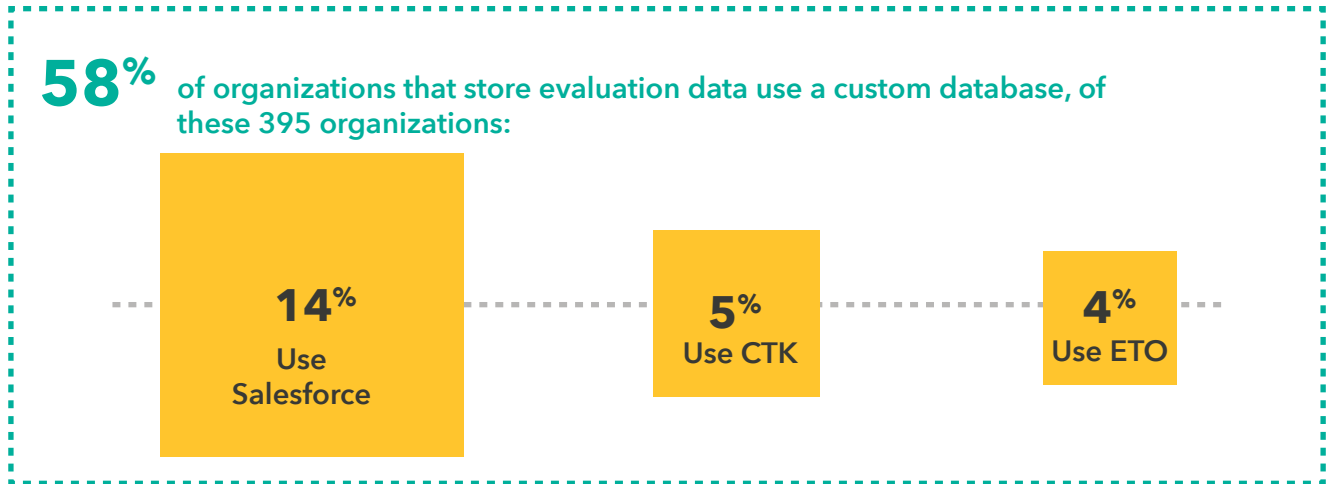 58%
of organizations that store evaluation data use a custom database, of
these 395 organizations:
14%
Use
Salesforce
5%
Use CTK
4%
Use ETO